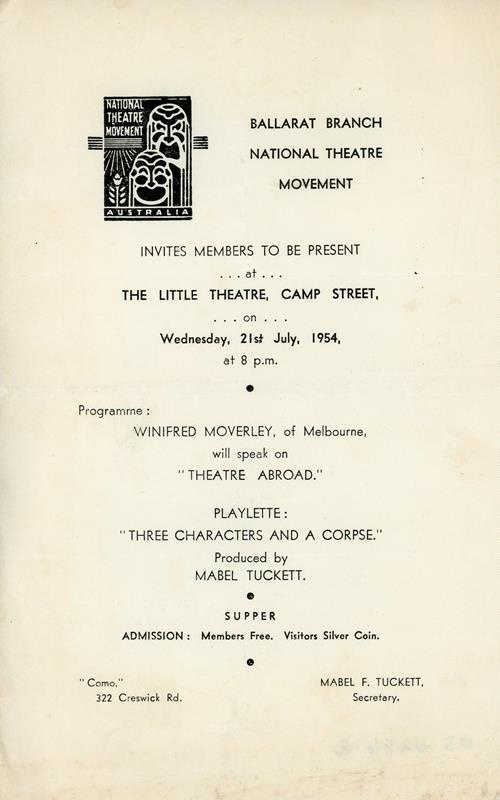 NATIONAL
THEATRE
MOVEMENT
AUSTRALIA
BALLARAT BRANCH
NATIONAL THEATRE
MOVEMENT
INVITES MEMBERS TO BE PRESENT
. . . at . . .
THE LITTLE THEATRE, CAMP STREET,
. . . on . . .
Wednesday, 21st July, 1954,
at 8 p.m.
Programme :
WINIFRED MOVERLEY, of Melbourne,
will speak on
"THEATRE ABROAD."
PLAYLETTE :
"THREE CHARACTERS AND A CORPSE."
Produced by
MABEL TUCKETT.
SUPPER
ADMISSION : Members Free. Visitors Silver Coin.
"Como,"
322 Creswick Rd.
MABEL F. TUCKETT,
Secretary.